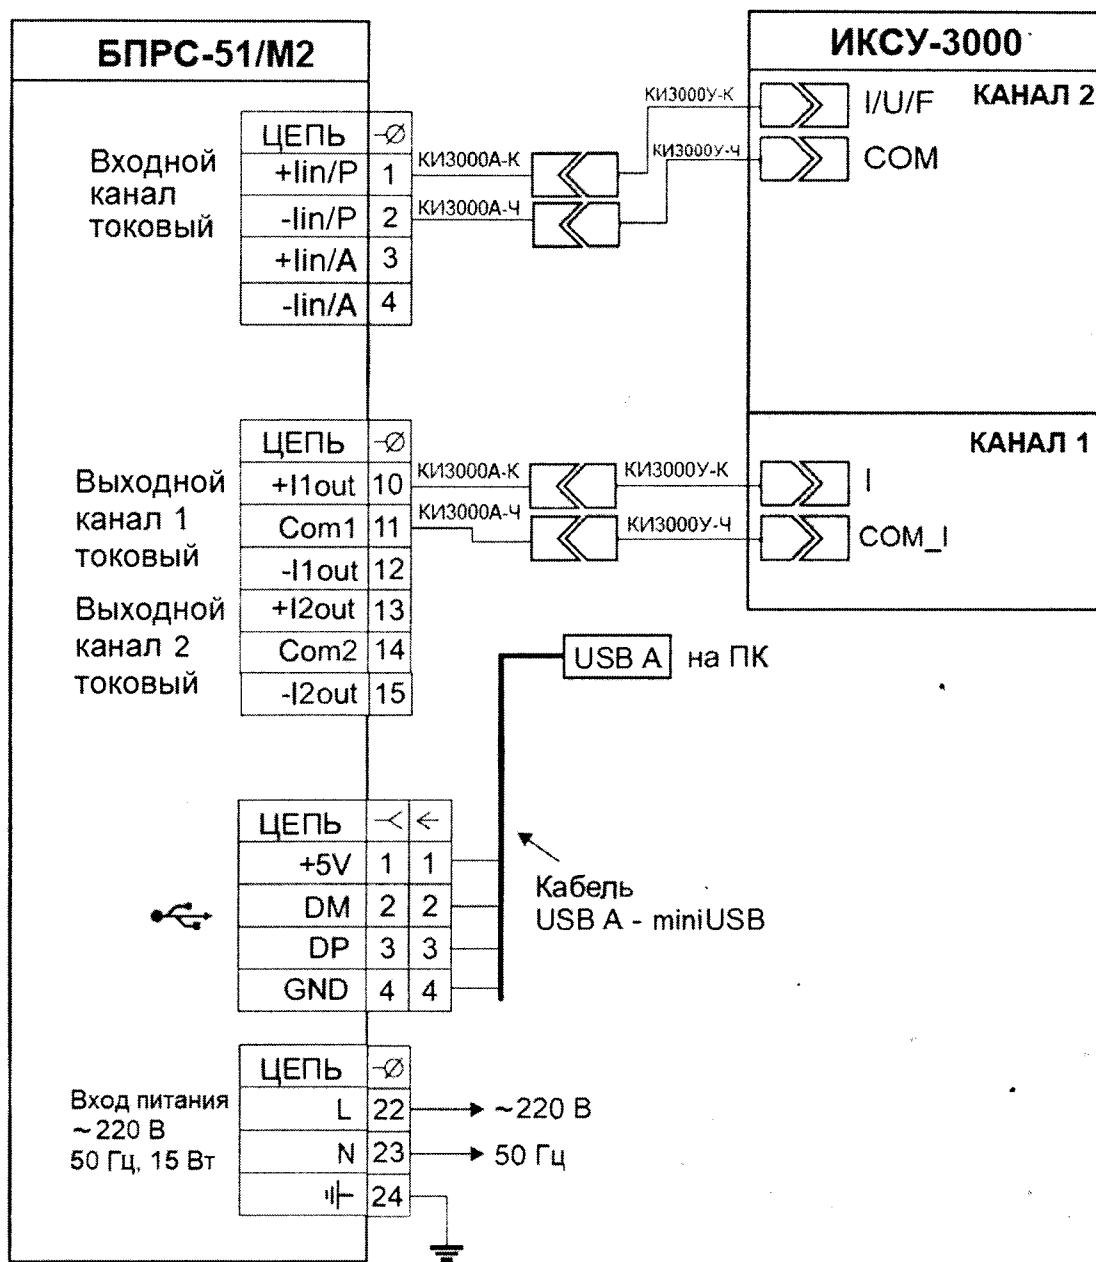 БПРС-51/М2
ИКСУ-3000
КАНАЛ 2
Входной
канал
токовый
ЦЕПЬ
+Iin/P 1
-Iin/P 2
+Iin/A 3
-Iin/A 4
КИ3000А-К
КИ3000А-Ч
КИ3000У-К
КИ3000У-Ч
I/U/F
COM
КАНАЛ 1
Выходной
канал 1
токовый
Выходной
канал 2
токовый
ЦЕПЬ
+I1out 10
Com1 11
-I1out 12
+I2out 13
Com2 14
-I2out 15
КИ3000А-К
КИ3000А-Ч
КИ3000У-К
КИ3000У-Ч
I
COM_I
USB A на ПК
ЦЕПЬ
+5V 1 1
DM 2 2
DP 3 3
GND 4 4
Кабель
USB A - miniUSB
Вход питания
~220 В
50 Гц, 15 Вт
ЦЕПЬ
L 22 ~220 В
N 23 50 Гц
24